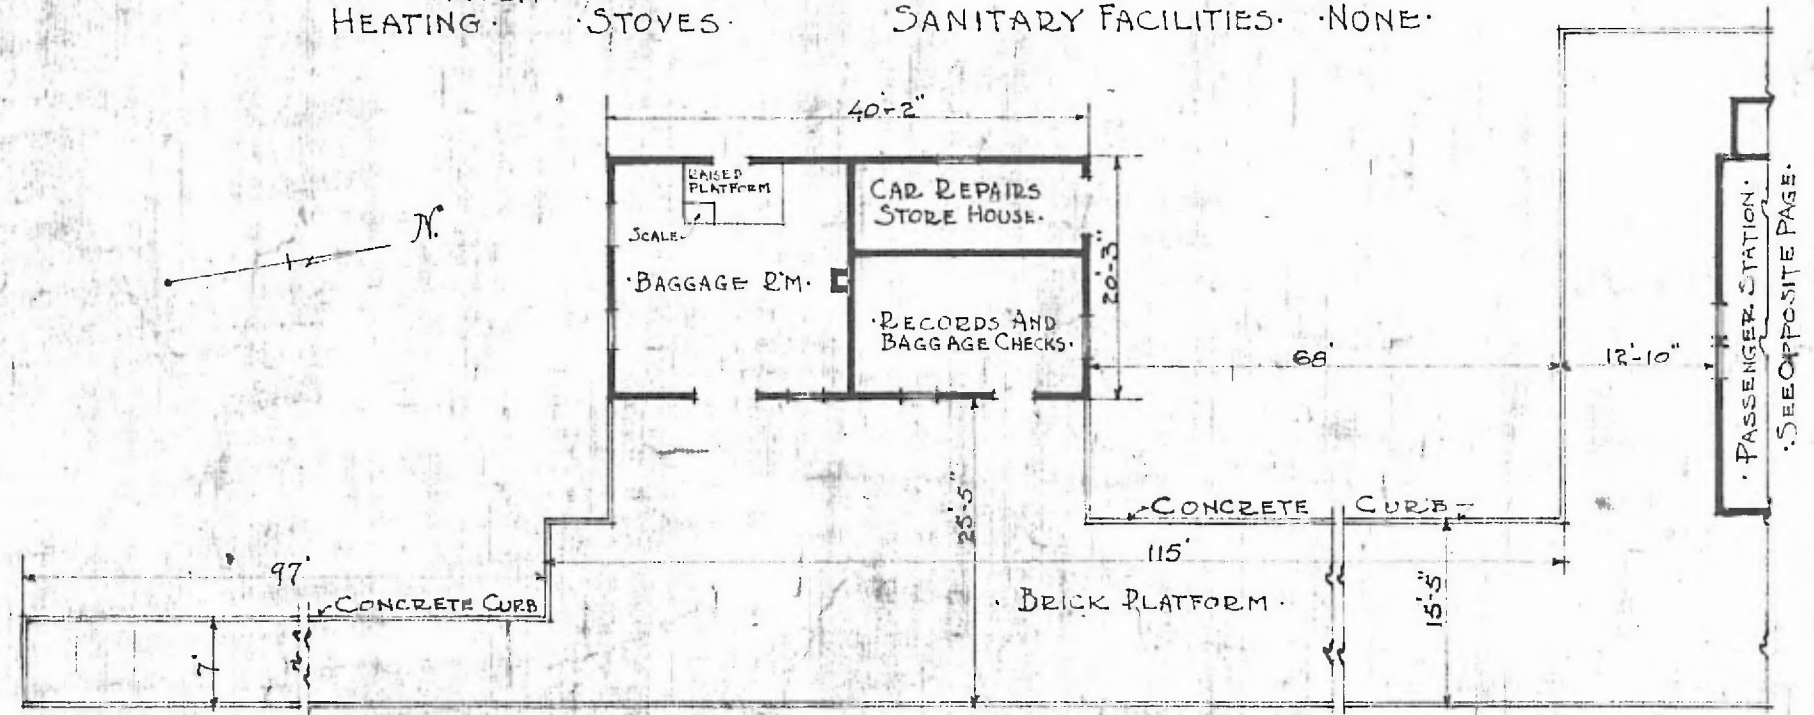 HEATING. ·STOVES.
SANITARY FACILITIES. ·NONE·
40'-2"
RAISED
PLATFORM
SCALE.
·BAGGAGE R'M.
CAR REPAIRS
STORE HOUSE.
·RECORDS AND
BAGGAGE CHECKS.
20'-3"
N.
68'
12'-10"
·PASSENGER STATION.
·SEE OPPOSITE PAGE.
CONCRETE CURB
25'-5"
115'
15'-5"
97'
CONCRETE CURB
· BRICK PLATFORM ·
7'